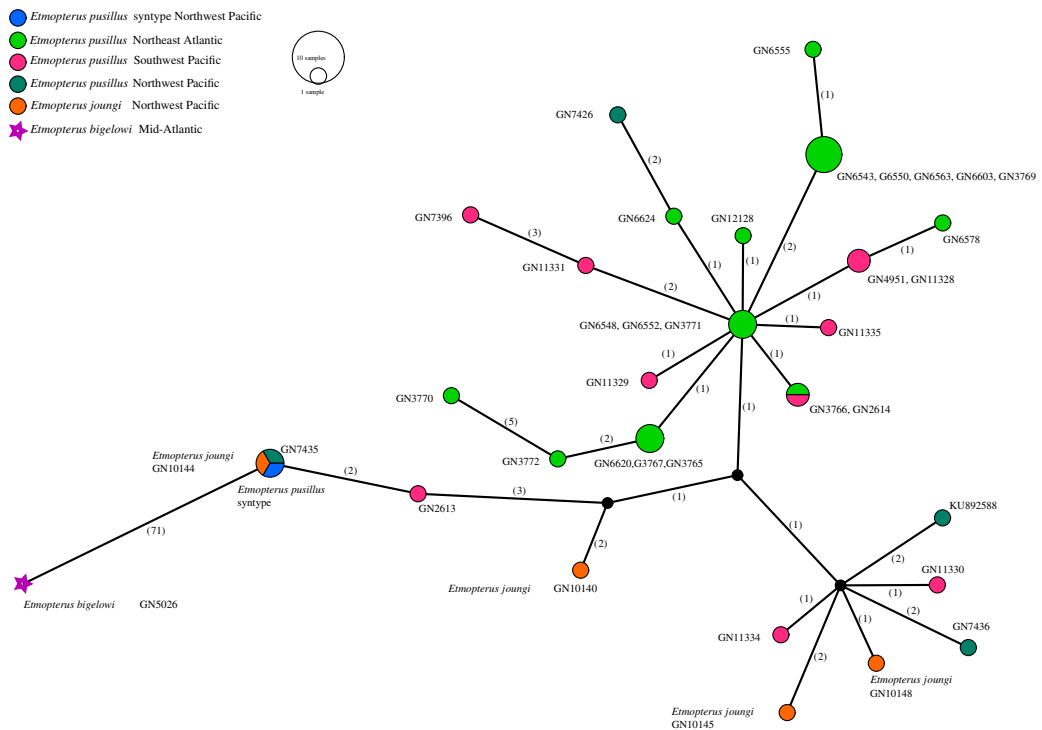 Etmopterus pusillus syntype Northwest Pacific
Etmopterus pusillus Northeast Atlantic
Etmopterus pusillus Southwest Pacific
Etmopterus pusillus Northwest Pacific
Etmopterus joungi Northwest Pacific
Etmopterus bigelowi Mid-Atlantic
10 samples
1 sample
GN6555
(1)
GN7426
(2)
GN6543, G6550, GN6563, GN6603, GN3769
GN7396
(3)
GN6624
GN12128
(2)
GN6578
(1)
GN11331
(1)
(1)
GN4951, GN11328
(2)
(1)
GN6548, GN6552, GN3771
(1)
GN11335
(1)
(1)
GN11329
(1)
GN3770
(1)
GN3766, GN2614
(5)
(2)
GN3772
GN6620,G3767,GN3765
Etmopterus joungi
GN10144
GN7435
(2)
Etmopterus pusillus
syntype
(3)
GN2613
(1)
(71)
(1)
KU892588
(2)
(2)
GN11330
(1)
Etmopterus joungi GN10140
Etmopterus bigelowi GN5026
(1)
(2)
(1)
GN7436
GN11334
(2)
Etmopterus joungi
GN10148
Etmopterus joungi
GN10145